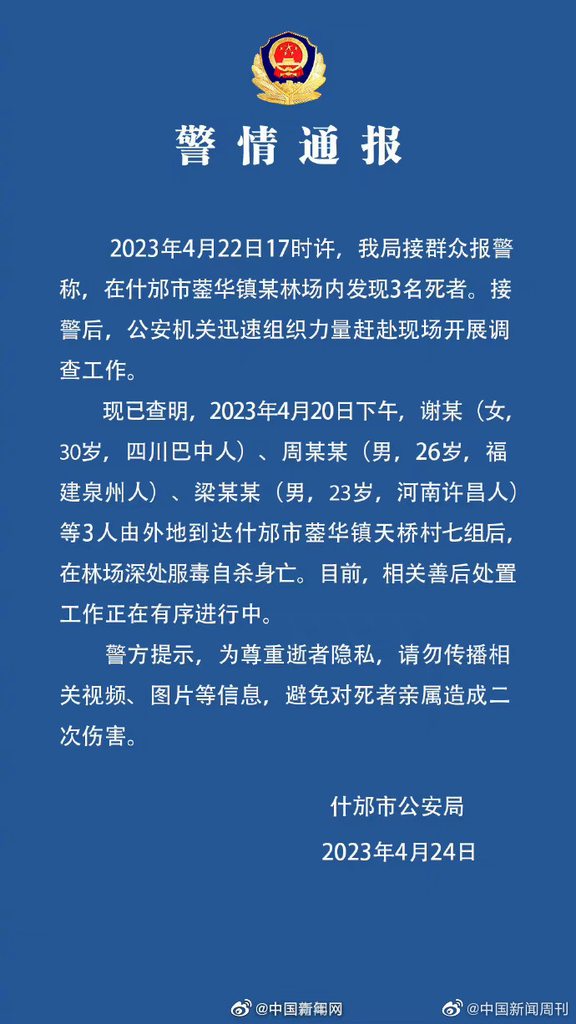 警情通报
2023年4月22日17时许，我局接群众报警
称，在什邡市蓥华镇某林场内发现3名死者。接
警后，公安机关迅速组织力量赶赴现场开展调
查工作。
现已查明，2023年4月20日下午，谢某（女，
30岁，四川巴中人）、周某某（男，26岁，福
建泉州人）、梁某某（男，23岁，河南许昌人）
等3人由外地到达什邡市蓥华镇天桥村七组后，
在林场深处服毒自杀身亡。目前，相关善后处置
工作正在有序进行中。
警方提示，为尊重逝者隐私，请勿传播相
关视频、图片等信息，避免对死者亲属造成二
次伤害。
什邡市公安局
2023年4月24日
@中国新闻周刊